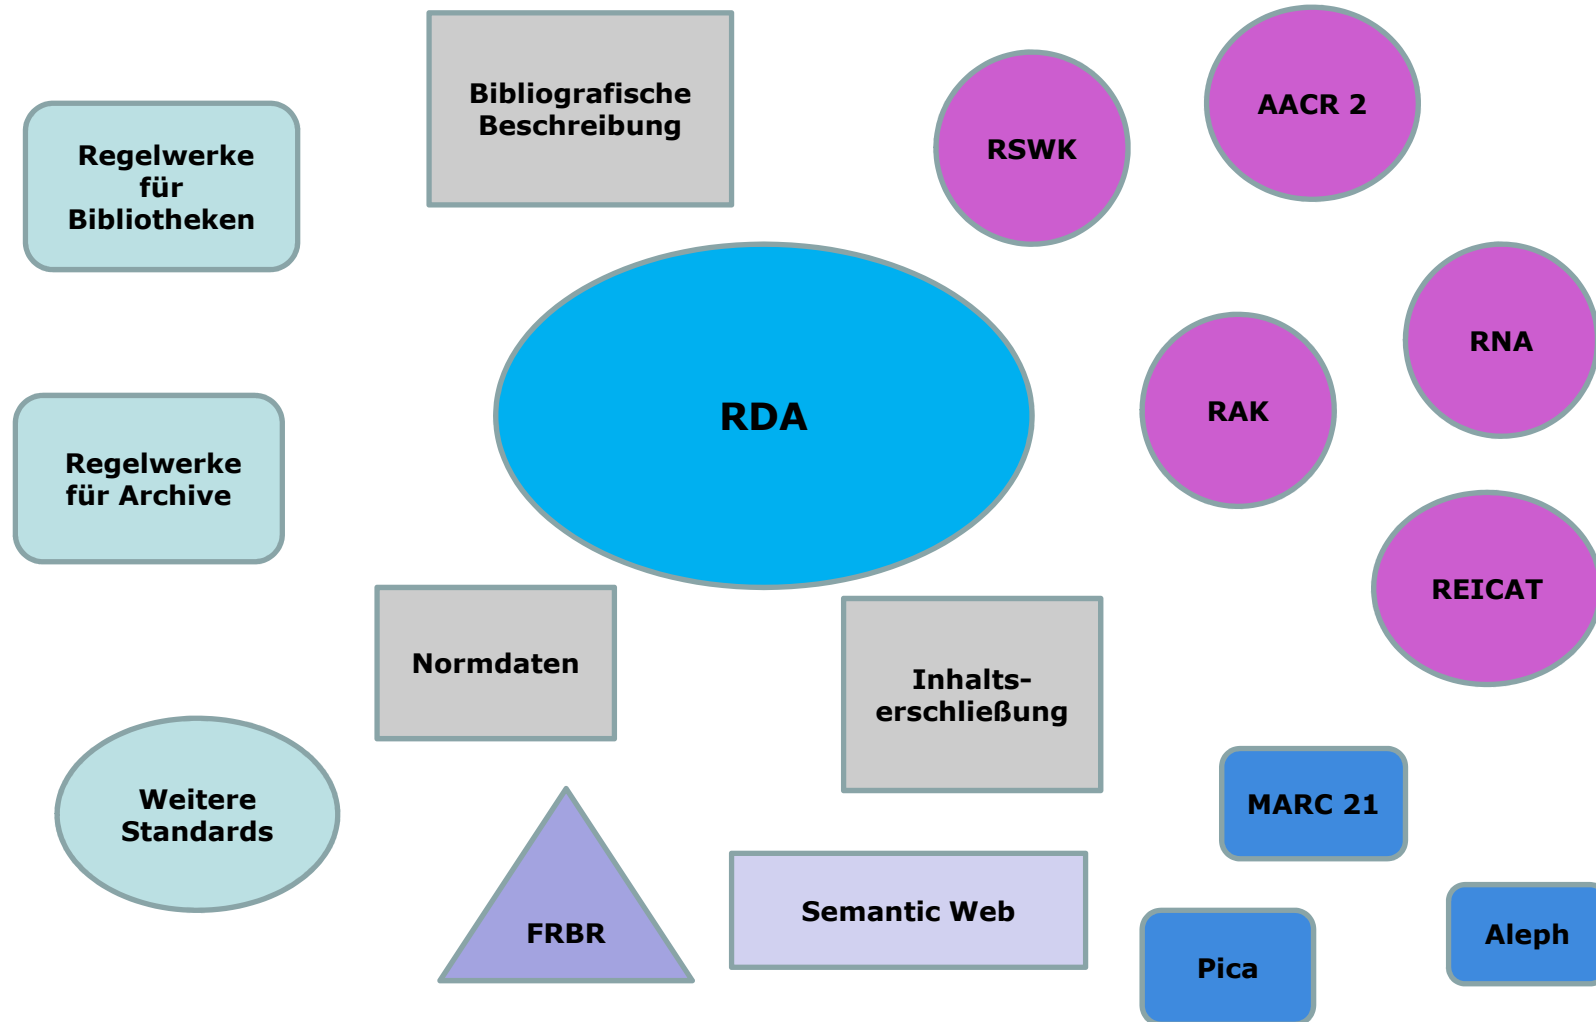 Bibliografische
Beschreibung
AACR 2
RSWK
Regelwerke
für
Bibliotheken
RNA
RDA
RAK
Regelwerke
für Archive
REICAT
Normdaten
Inhalts-
erschließung
Weitere
Standards
MARC 21
FRBR
Semantic Web
Aleph
Pica